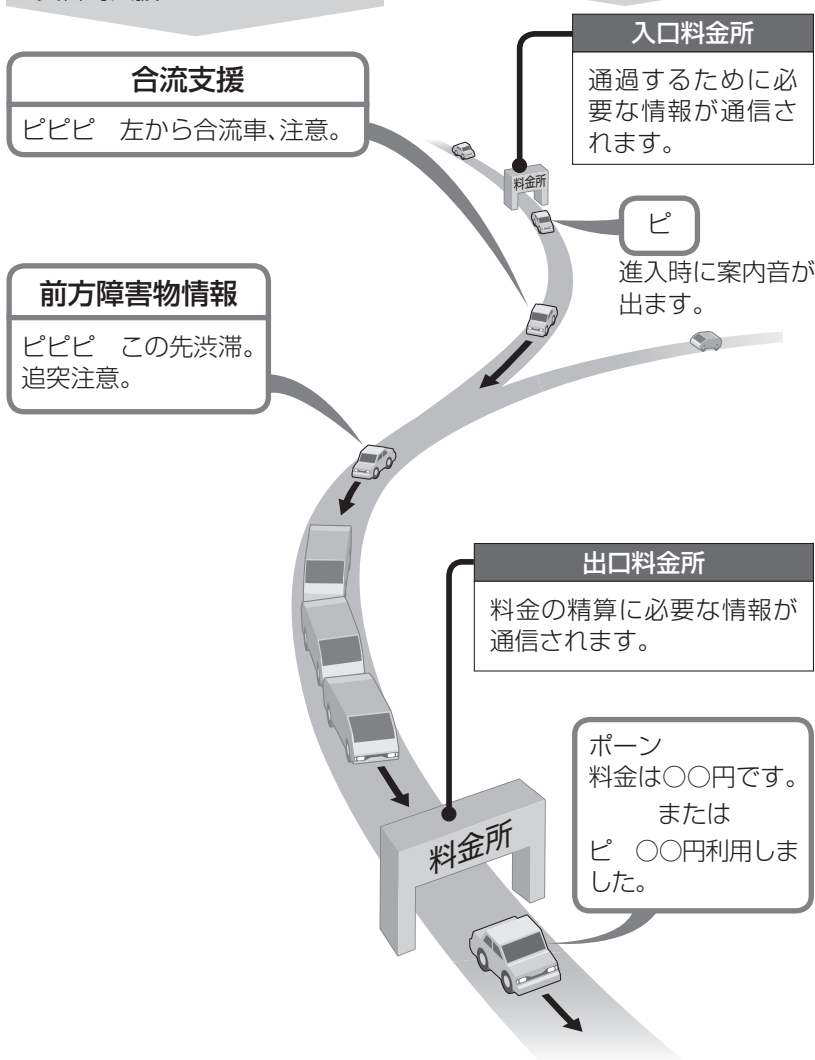 入口料金所
通過するために必
要な情報が通信さ
れます。
合流支援
ピピピ　左から合流車、注意。
料金所
ピ
進入時に案内音が
出ます。
前方障害物情報
ピピピ　この先渋滞。
追突注意。
出口料金所
料金の精算に必要な情報が
通信されます。
ポーン
料金は○○円です。
または
ピ　○○円利用しま
した。
料金所